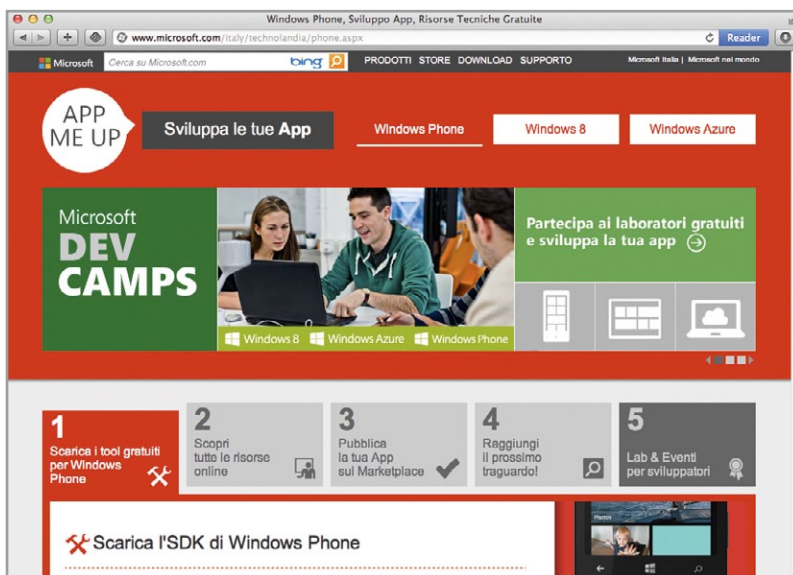 Windows Phone, Sviluppo App, Risorse Tecniche Gratuite
www.microsoft.com/italy/technolandia/phone.aspx
Reader
Microsoft
Cerca su Microsoft.com
bing
PRODOTTI STORE DOWNLOAD SUPPORTO
Microsoft Italia | Microsoft nel mondo
APP
ME UP
Sviluppa le tue App
Windows Phone
Windows 8
Windows Azure
Microsoft
DEV
CAMPS
Windows 8
Windows Azure
Windows Phone
Partecipa ai laboratori gratuiti
e sviluppa la tua app
1
Scarica i tool gratuiti
per Windows
Phone
2
Scopri
tutte le risorse
online
3
Pubblica
la tua App
sul Marketplace
4
Raggiungi
il prossimo
traguardo!
5
Lab & Eventi
per sviluppatori
Scarica l'SDK di Windows Phone
Photos